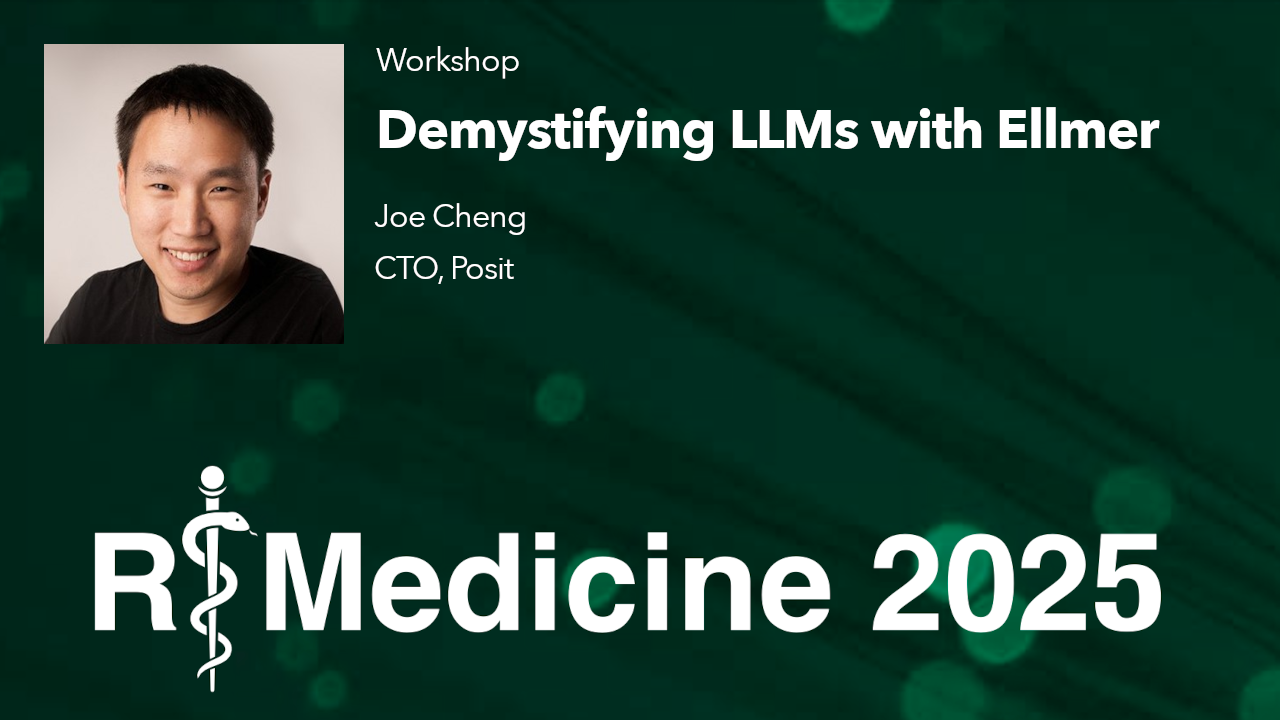 Workshop
Demystifying LLMs with Ellmer
Joe Cheng
CTO, Posit
R Medicine 2025